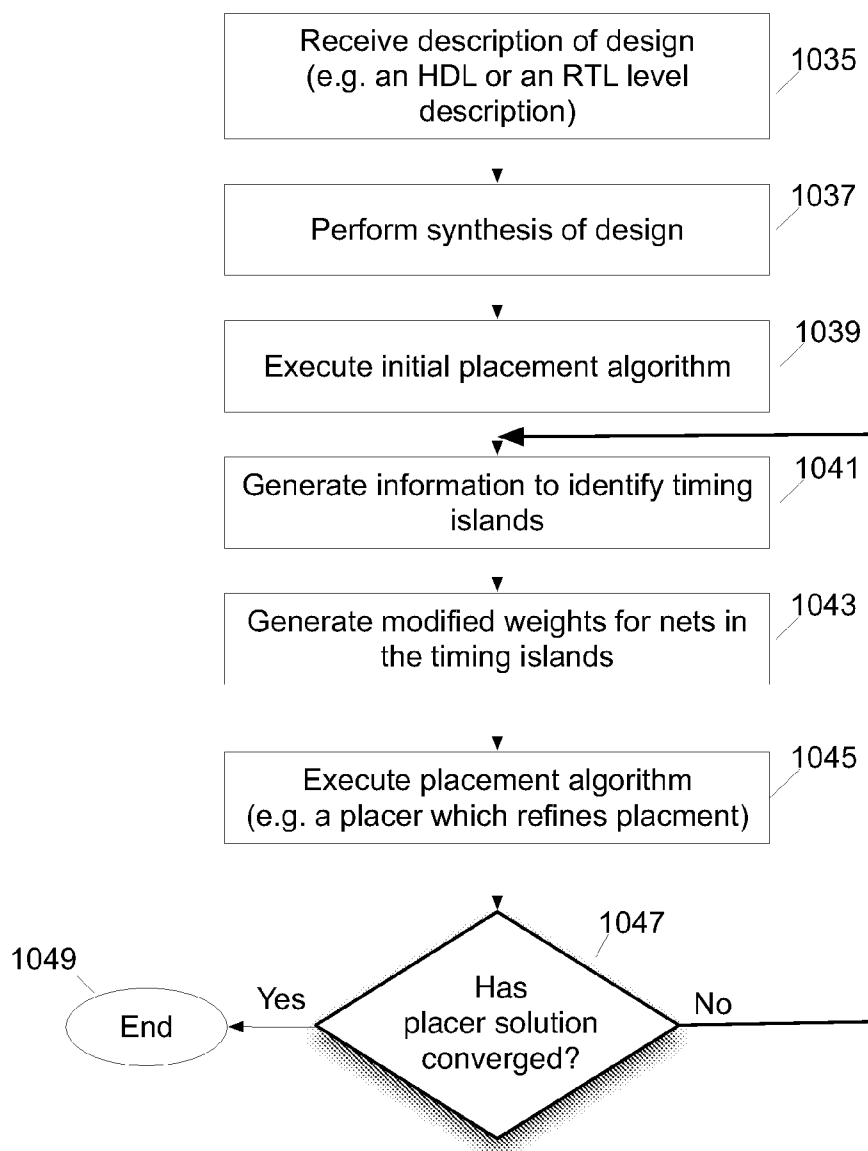 Receive description of design
(e.g. an HDL or an RTL level
description)
1035
1037
Perform synthesis of design
1039
Execute initial placement algorithm
1041
Generate information to identify timing
islands
1043
Generate modified weights for nets in
the timing islands
1045
Execute placement algorithm
(e.g. a placer which refines placment)
1047
1049
Has
placer solution
converged?
Yes
No
End